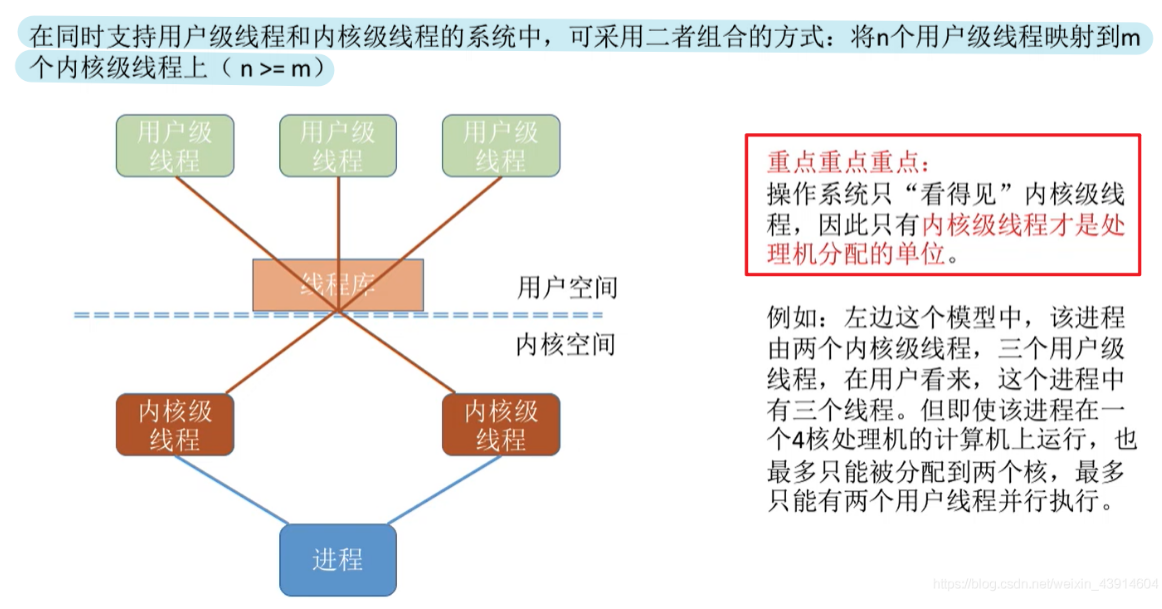 在同时支持用户级线程和内核级线程的系统中，可采用二者组合的方式：将n个用户级线程映射到m
个内核级线程上（ n >= m）
用户级
线程
用户级
线程
用户级
线程
线程库
用户空间
内核空间
内核级
线程
内核级
线程
进程
重点重点重点：
操作系统只“看得见”内核级线
程，因此只有内核级线程才是处
理机分配的单位。
例如：左边这个模型中，该进程
由两个内核级线程，三个用户级
线程，在用户看来，这个进程中
有三个线程。但即使该进程在一
个4核处理机的计算机上运行，也
最多只能被分配到两个核，最多
只能有两个用户线程并行执行。
https://blog.csdn.net/weixin_43914604